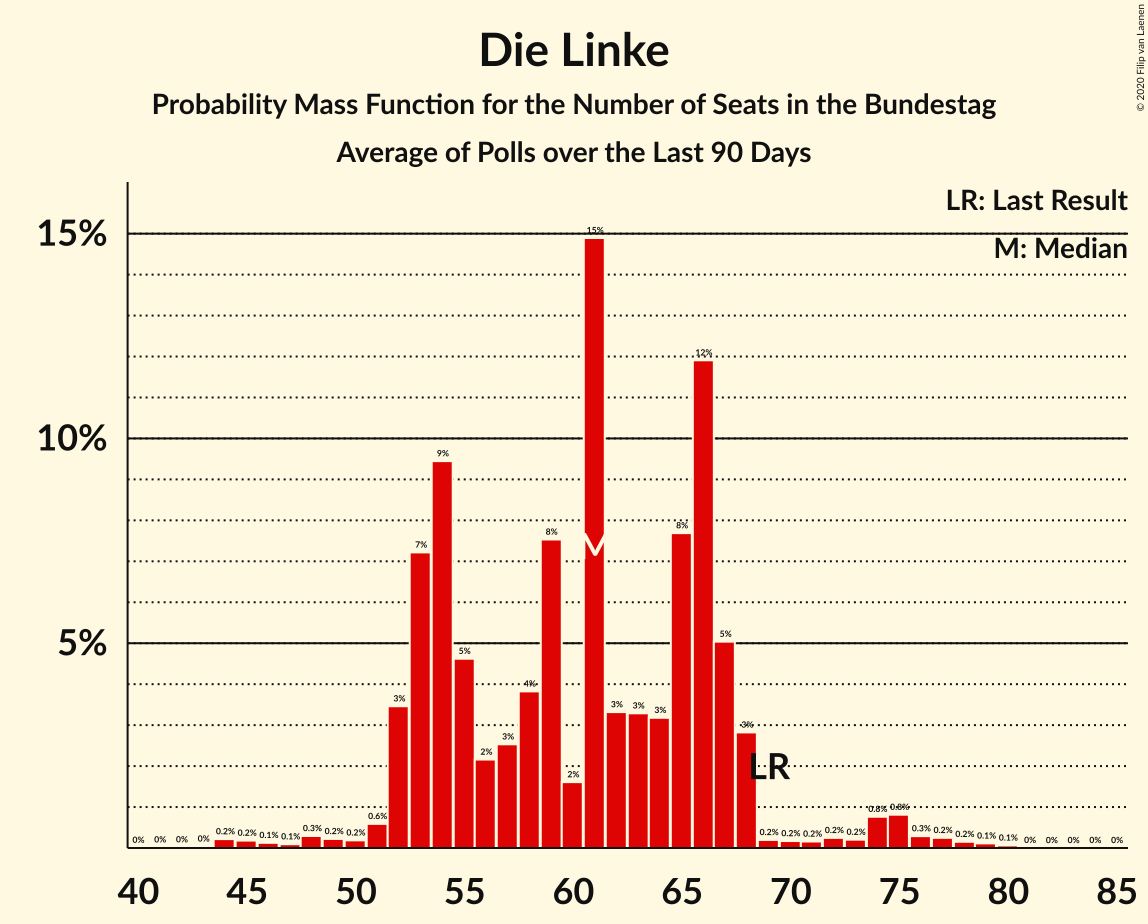 Die Linke
Probability Mass Function for the Number of Seats in the Bundestag
Average of Polls over the Last 90 Days
© 2020 Filip van Laenen
LR: Last Result
M: Median
15%
10%
5%
0% 0% 0% 0% 0.2% 0.2% 0.1% 0.1% 0.3% 0.2% 0.2% 0.6% 3% 7% 9% 5% 2% 3% 4% 8% 2% 15% 3% 3% 3% 8% 12% 5% 3% 0.2% 0.2% 0.2% 0.2% 0.2% 0.8% 0.8% 0.3% 0.2% 0.2% 0.1% 0.1% 0% 0% 0% 0% 0%
M
LR
40 45 50 55 60 65 70 75 80 85